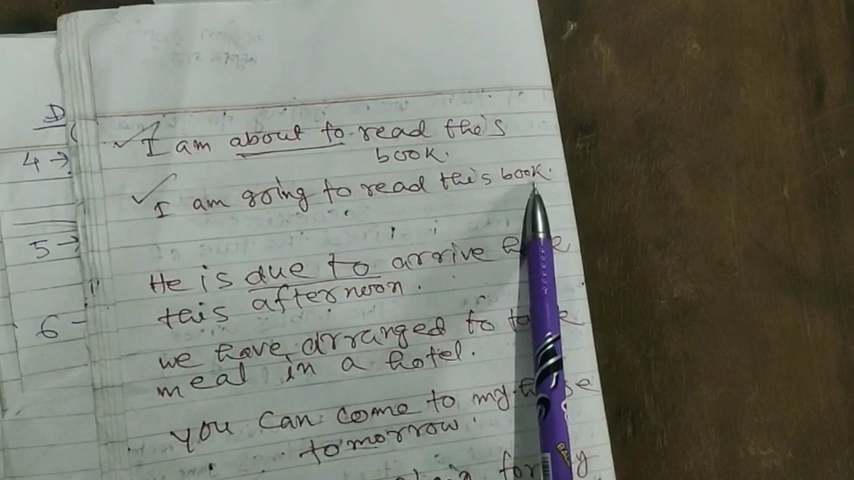 D
4 →
5 →
6 -
✓ I am about to read this
book.
✓ I am going to read this book.
He is due to arrive
this afternoon.
we have arranged to
meal in a hotel.
you can come to my
tomorrow.
for